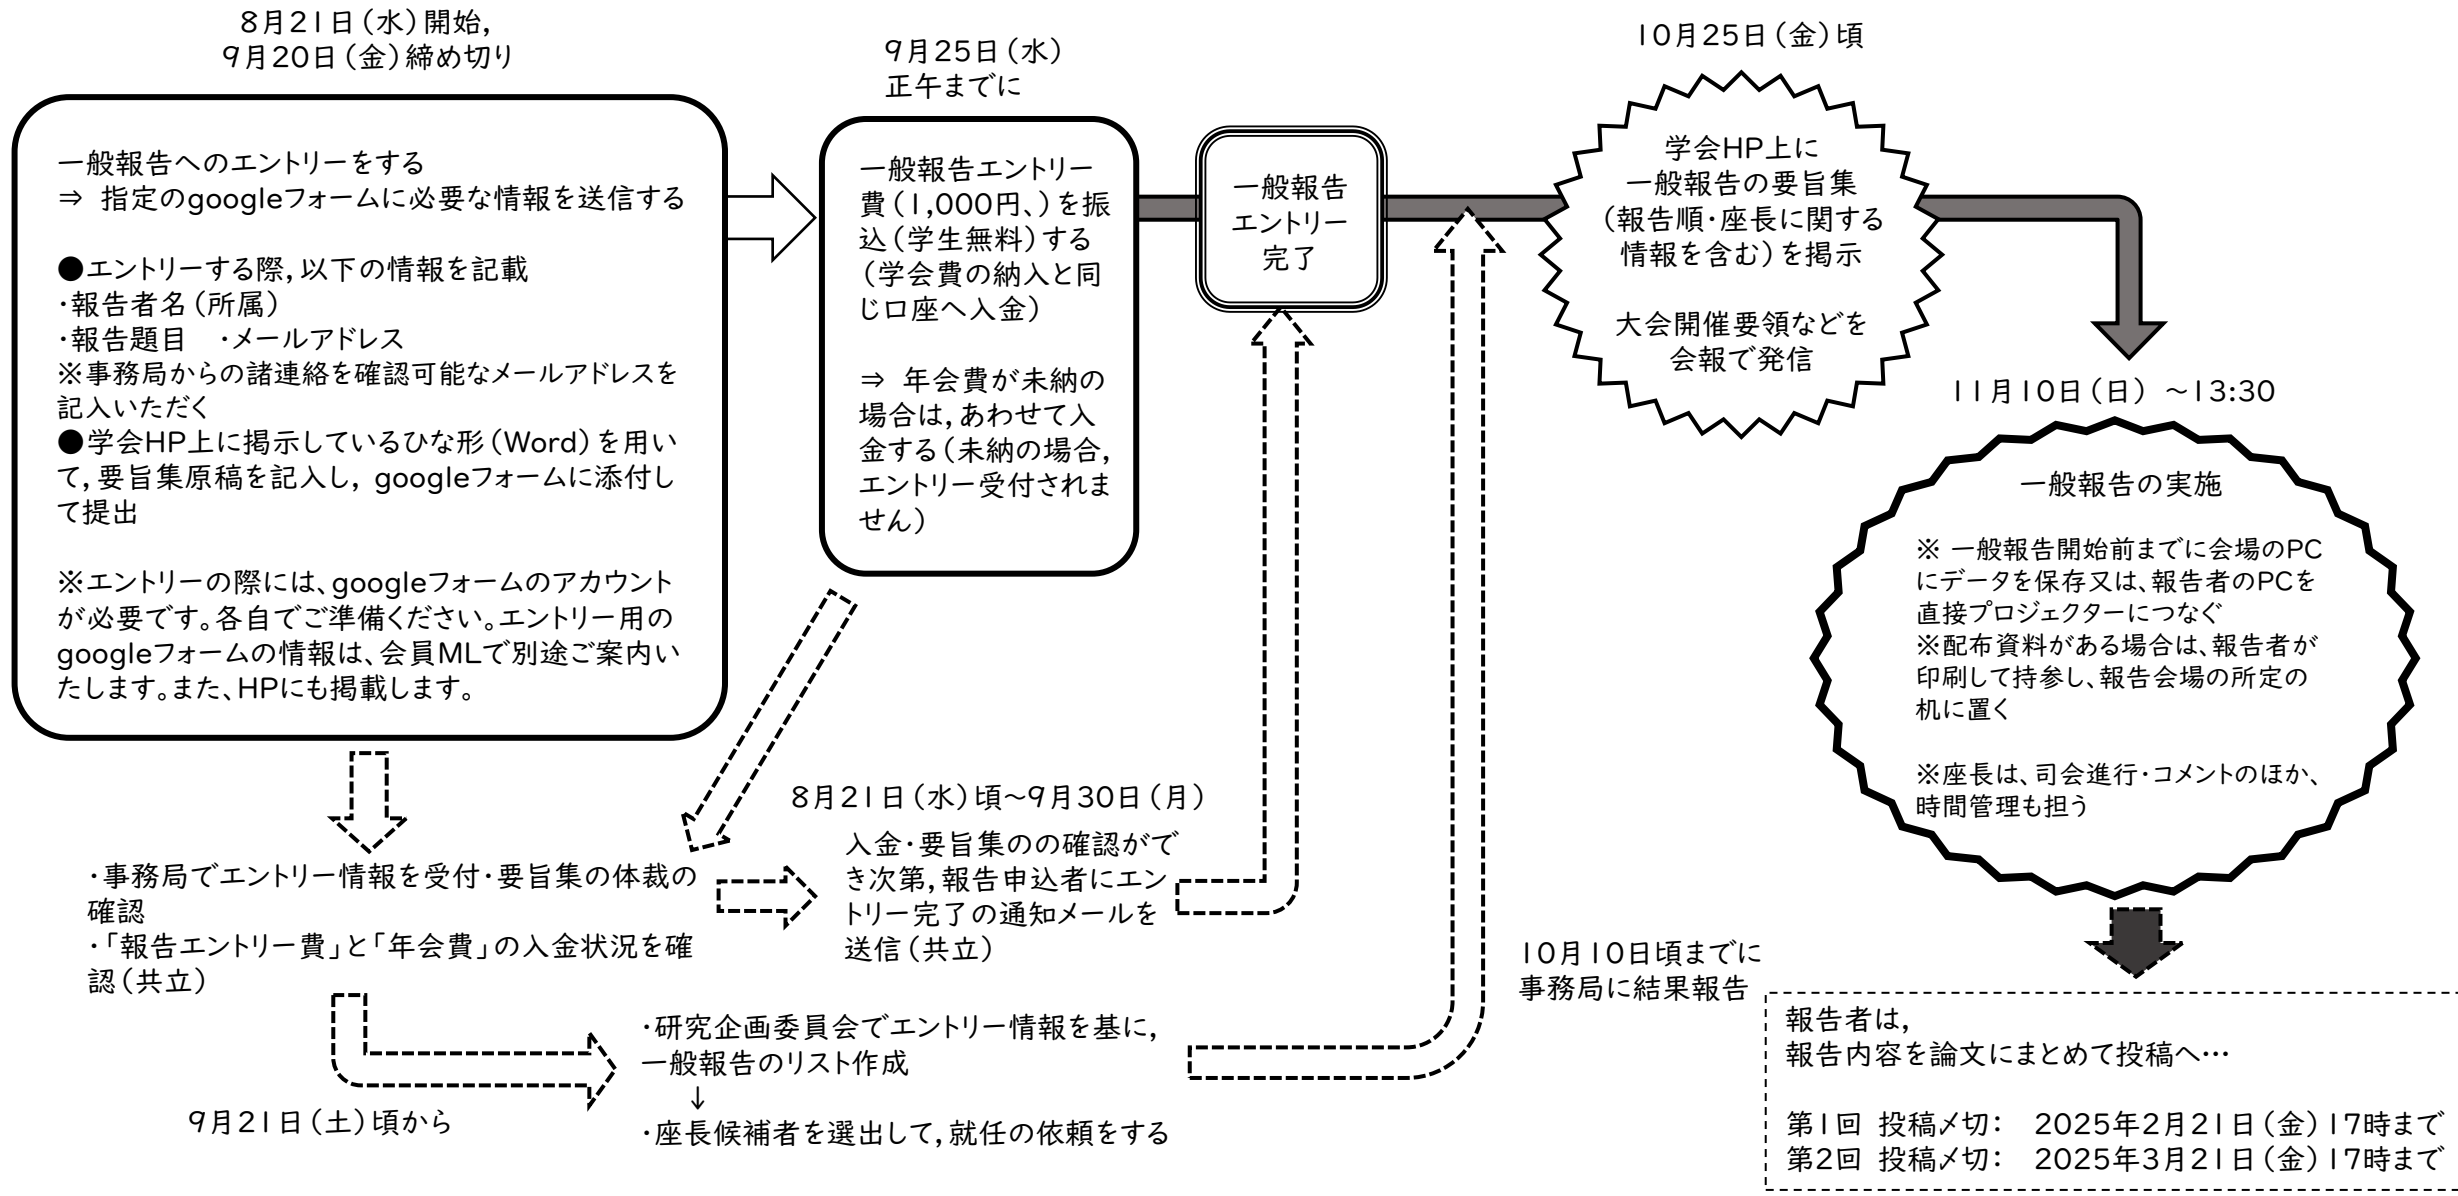 8月21日（水）開始,
9月20日（金）締め切り
一般報告へのエントリーをする
⇒ 指定のgoogleフォームに必要な情報を送信する
●エントリーする際,以下の情報を記載
・報告者名（所属）
・報告題目　・メールアドレス
※事務局からの諸連絡を確認可能なメールアドレスを
記入いただく
●学会HP上に掲示しているひな形（Word）を用い
て,要旨集原稿を記入し, googleフォームに添付し
て提出
※エントリーの際には、googleフォームのアカウント
が必要です。各自でご準備ください。エントリー用の
googleフォームの情報は、会員MLで別途ご案内い
たします。また、HPにも掲載します。
9月25日（水）
正午までに
一般報告エントリー
費（1,000円、）を振
込（学生無料）する
（学会費の納入と同
じ口座へ入金）
⇒ 年会費が未納の
場合は,あわせて入
金する（未納の場合,
エントリー受付されま
せん）
一般報告
エントリー
完了
10月25日（金）頃
学会HP上に
一般報告の要旨集
（報告順・座長に関する
情報を含む）を掲示
大会開催要領などを
会報で発信
11月10日（日） ～13:30
一般報告の実施
※ 一般報告開始前までに会場のPC
にデータを保存又は、報告者のPCを
直接プロジェクターにつなぐ
※配布資料がある場合は、報告者が
印刷して持参し、報告会場の所定の
机に置く
※座長は、司会進行・コメントのほか、
時間管理も担う
・事務局でエントリー情報を受付・要旨集の体裁の
確認
・「報告エントリー費」と「年会費」の入金状況を確
認（共立）
8月21日（水）頃～9月30日（月）
入金・要旨集のの確認がで
き次第,報告申込者にエン
トリー完了の通知メールを
送信（共立）
9月21日（土）頃から
・研究企画委員会でエントリー情報を基に,
一般報告のリスト作成
↓
・座長候補者を選出して,就任の依頼をする
10月10日頃までに
事務局に結果報告
報告者は,
報告内容を論文にまとめて投稿へ…
第1回 投稿〆切： 2025年2月21日（金）17時まで
第2回 投稿〆切： 2025年3月21日（金）17時まで